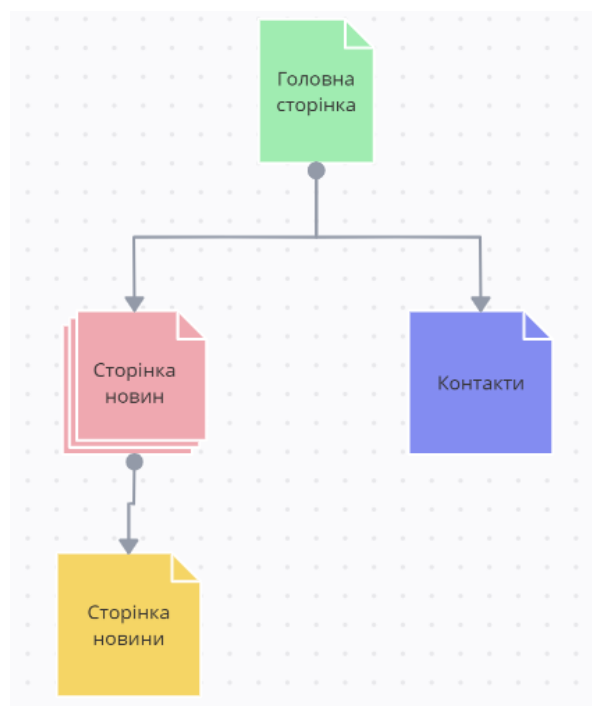 Головна
сторінка
Сторінка
новин
Контакти
Сторінка
новини